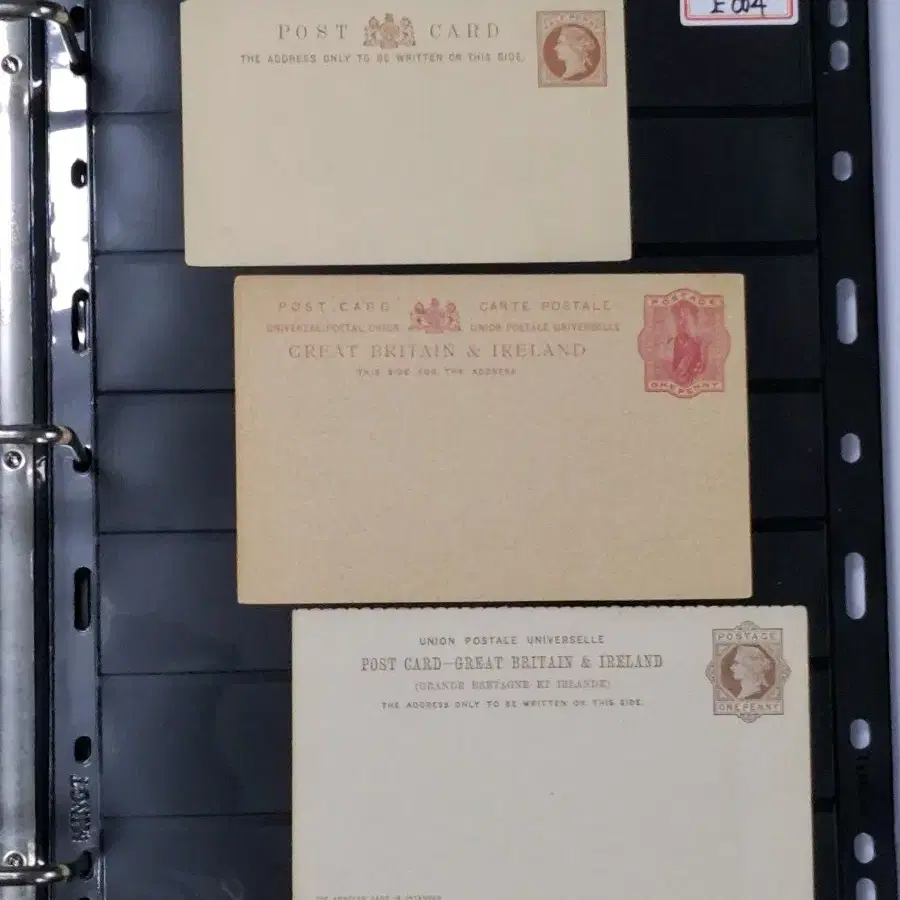 E004
POST CARD
THE ADDRESS ONLY TO BE WRITTEN ON THIS SIDE.
HALFPENNY
POST CARD CARTE POSTALE
UNIVERSAL POSTAL UNION UNION POSTALE UNIVERSELLE
GREAT BRITAIN & IRELAND
THIS SIDE FOR THE ADDRESS
POSTAGE
ONE PENNY
UNION POSTALE UNIVERSELLE
POST CARD–GREAT BRITAIN & IRELAND
(GRANDE BRETAGNE ET IRLANDE)
THE ADDRESS ONLY TO BE WRITTEN ON THIS SIDE.
POSTAGE
ONE PENNY